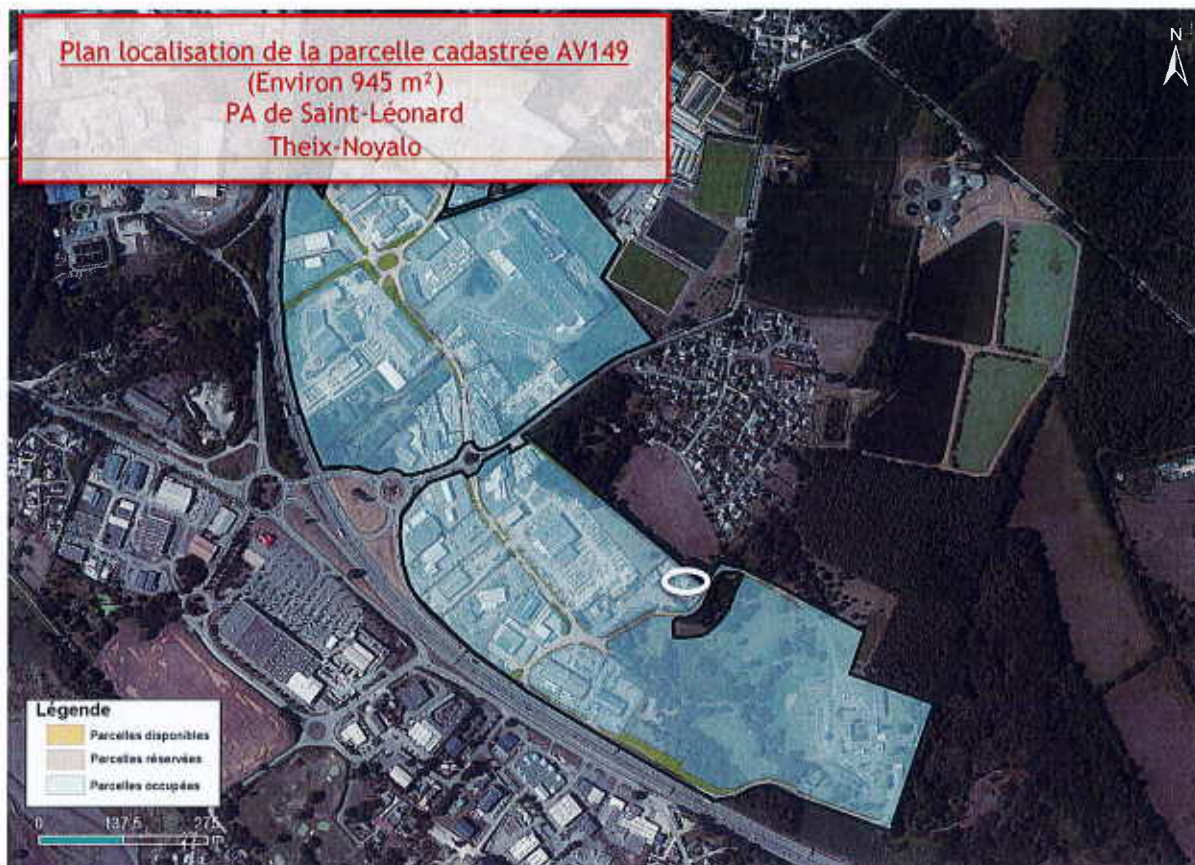 Plan localisation de la parcelle cadastrée AV149
(Environ 945 m²)
PA de Saint-Léonard
Theix-Noyalo
N
Légende
Parcelles disponibles
Parcelles réservées
Parcelles occupées
0 137,5 275
m